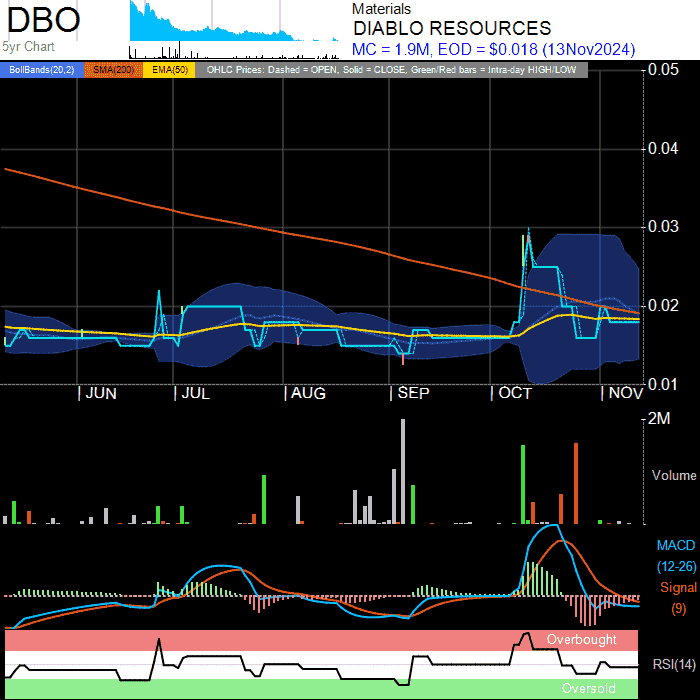 DBO
5yr Chart
Materials
DIABLO RESOURCES
MC = 1.9M, EOD = $0.018 (13Nov2024)
BollBands(20,2) SMA(200) EMA(50) OHLC Prices: Dashed = OPEN, Solid = CLOSE, Green/Red bars = Intra-day HIGH/LOW
0.05
0.04
0.03
0.02
0.01
| JUN | JUL | AUG | SEP | OCT | NOV
2M
Volume
MACD
(12-26)
Signal
(9)
Overbought
RSI(14)
Oversold